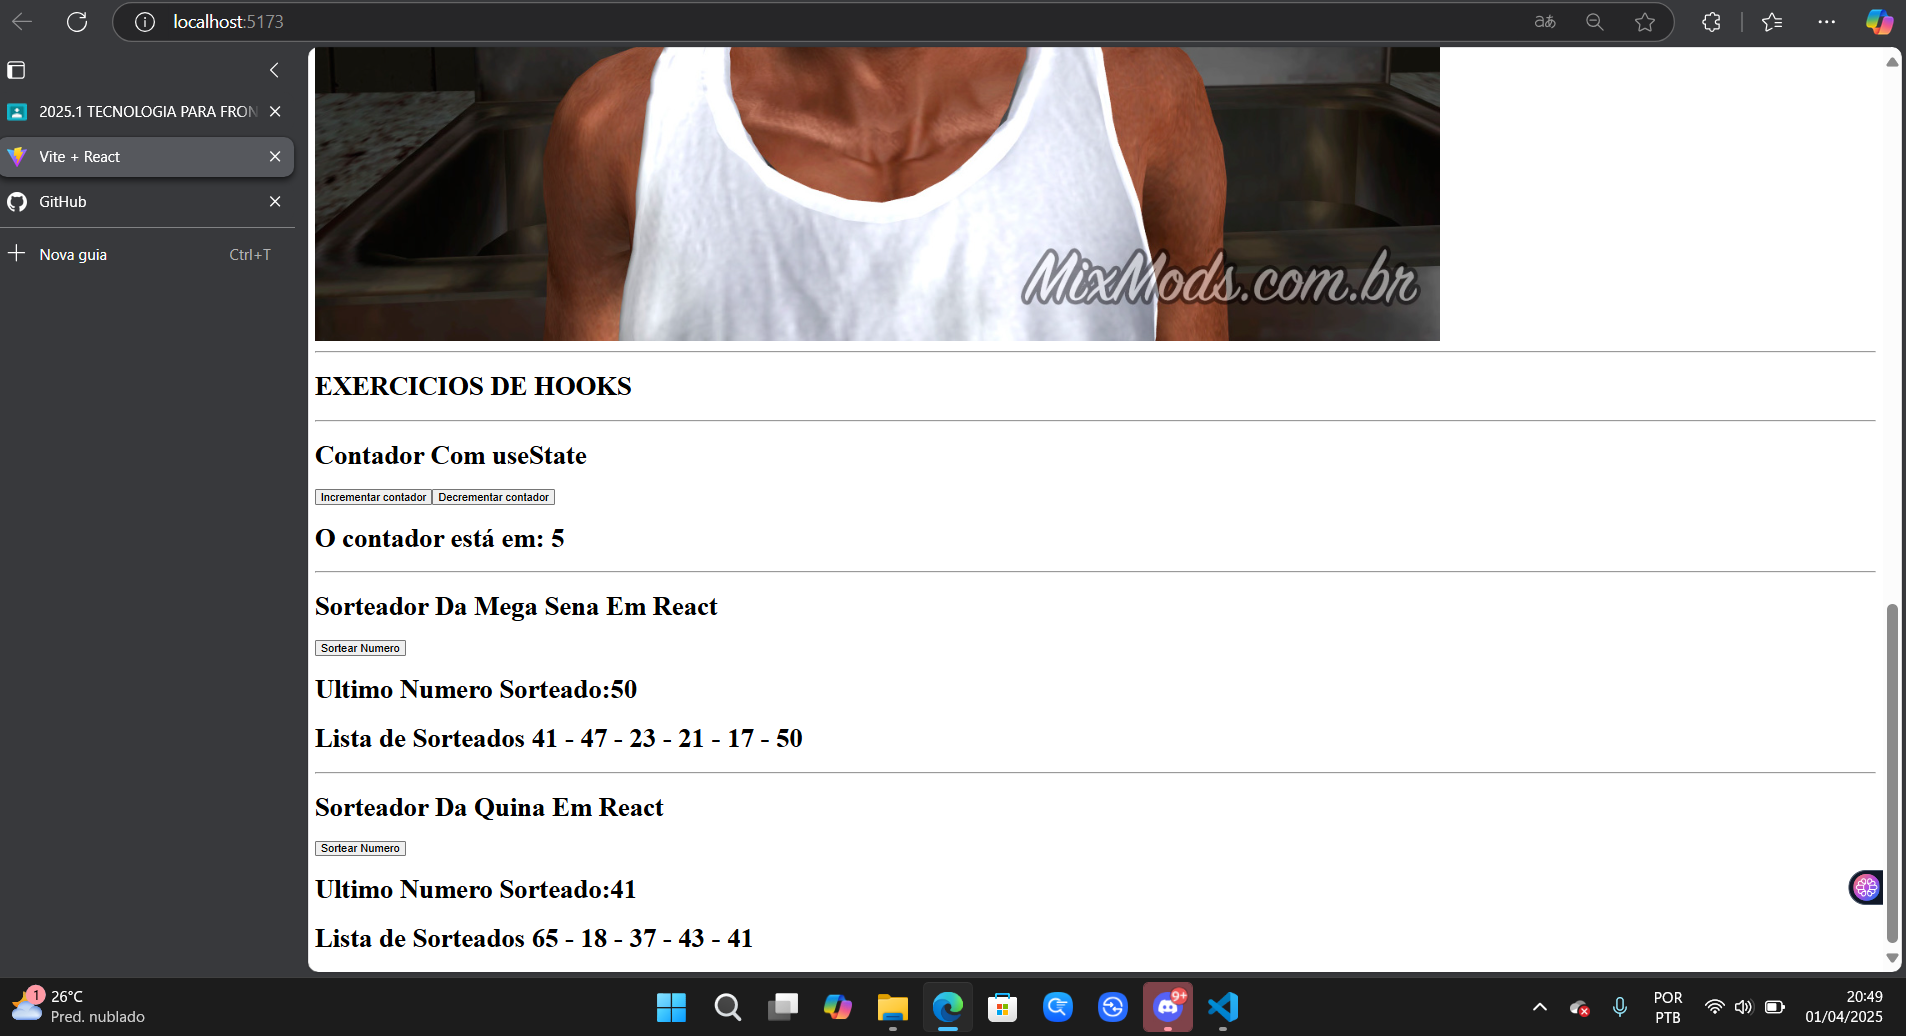 localhost:5173
2025.1 TECNOLOGIA PARA FRON
Vite + React
GitHub
Nova guia Ctrl+T
MixMods.com.br
EXERCICIOS DE HOOKS
Contador Com useState
Incrementar contador Decrementar contador
O contador está em: 5
Sorteador Da Mega Sena Em React
Sortear Numero
Ultimo Numero Sorteado:50
Lista de Sorteados 41 - 47 - 23 - 21 - 17 - 50
Sorteador Da Quina Em React
Sortear Numero
Ultimo Numero Sorteado:41
Lista de Sorteados 65 - 18 - 37 - 43 - 41
1
26°C
Pred. nublado
9+
POR
PTB
20:49
01/04/2025